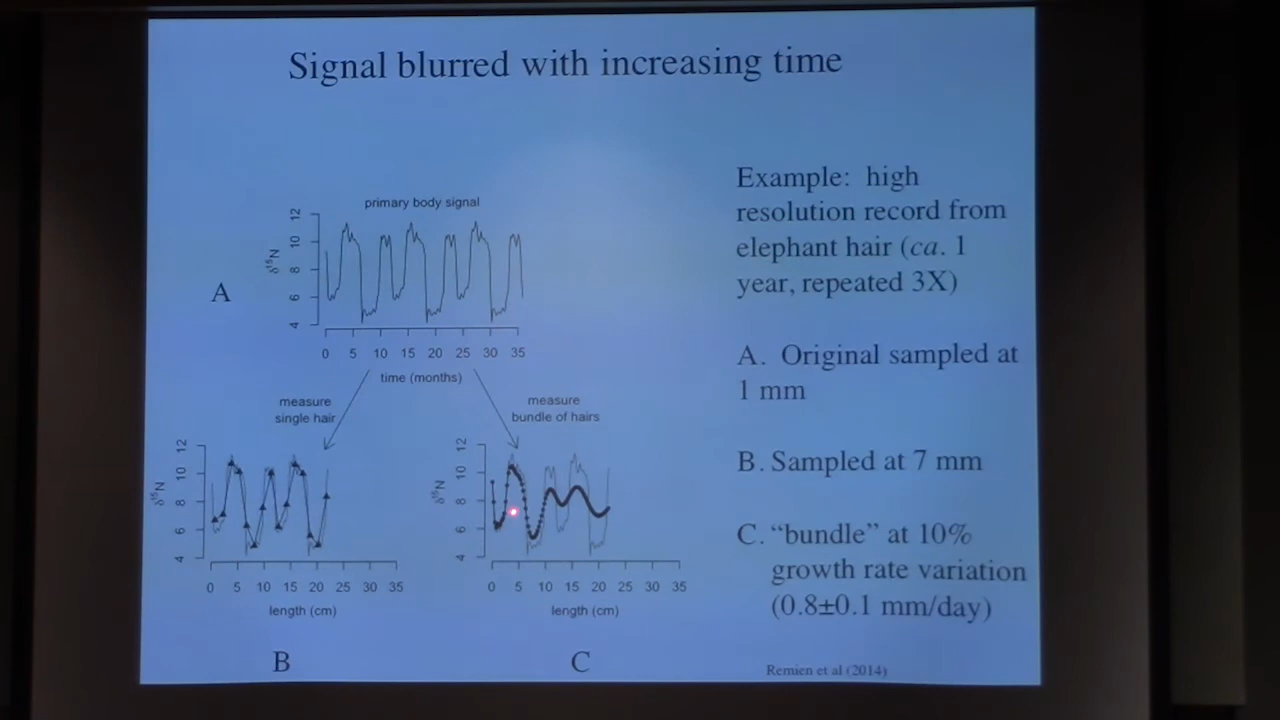 Signal blurred with increasing time
primary body signal
δ¹⁵N
4 6 8 10 12
A
0 5 10 15 20 25 30 35
time (months)
measure
single hair
measure
bundle of hairs
δ¹⁵N
4 6 8 10 12
0 5 10 15 20 25 30 35
length (cm)
B
δ¹⁵N
4 6 8 10 12
0 5 10 15 20 25 30 35
length (cm)
C
Example: high
resolution record from
elephant hair (ca. 1
year, repeated 3X)
A. Original sampled at
1 mm
B. Sampled at 7 mm
C. “bundle” at 10%
growth rate variation
(0.8±0.1 mm/day)
Remien et al (2014)